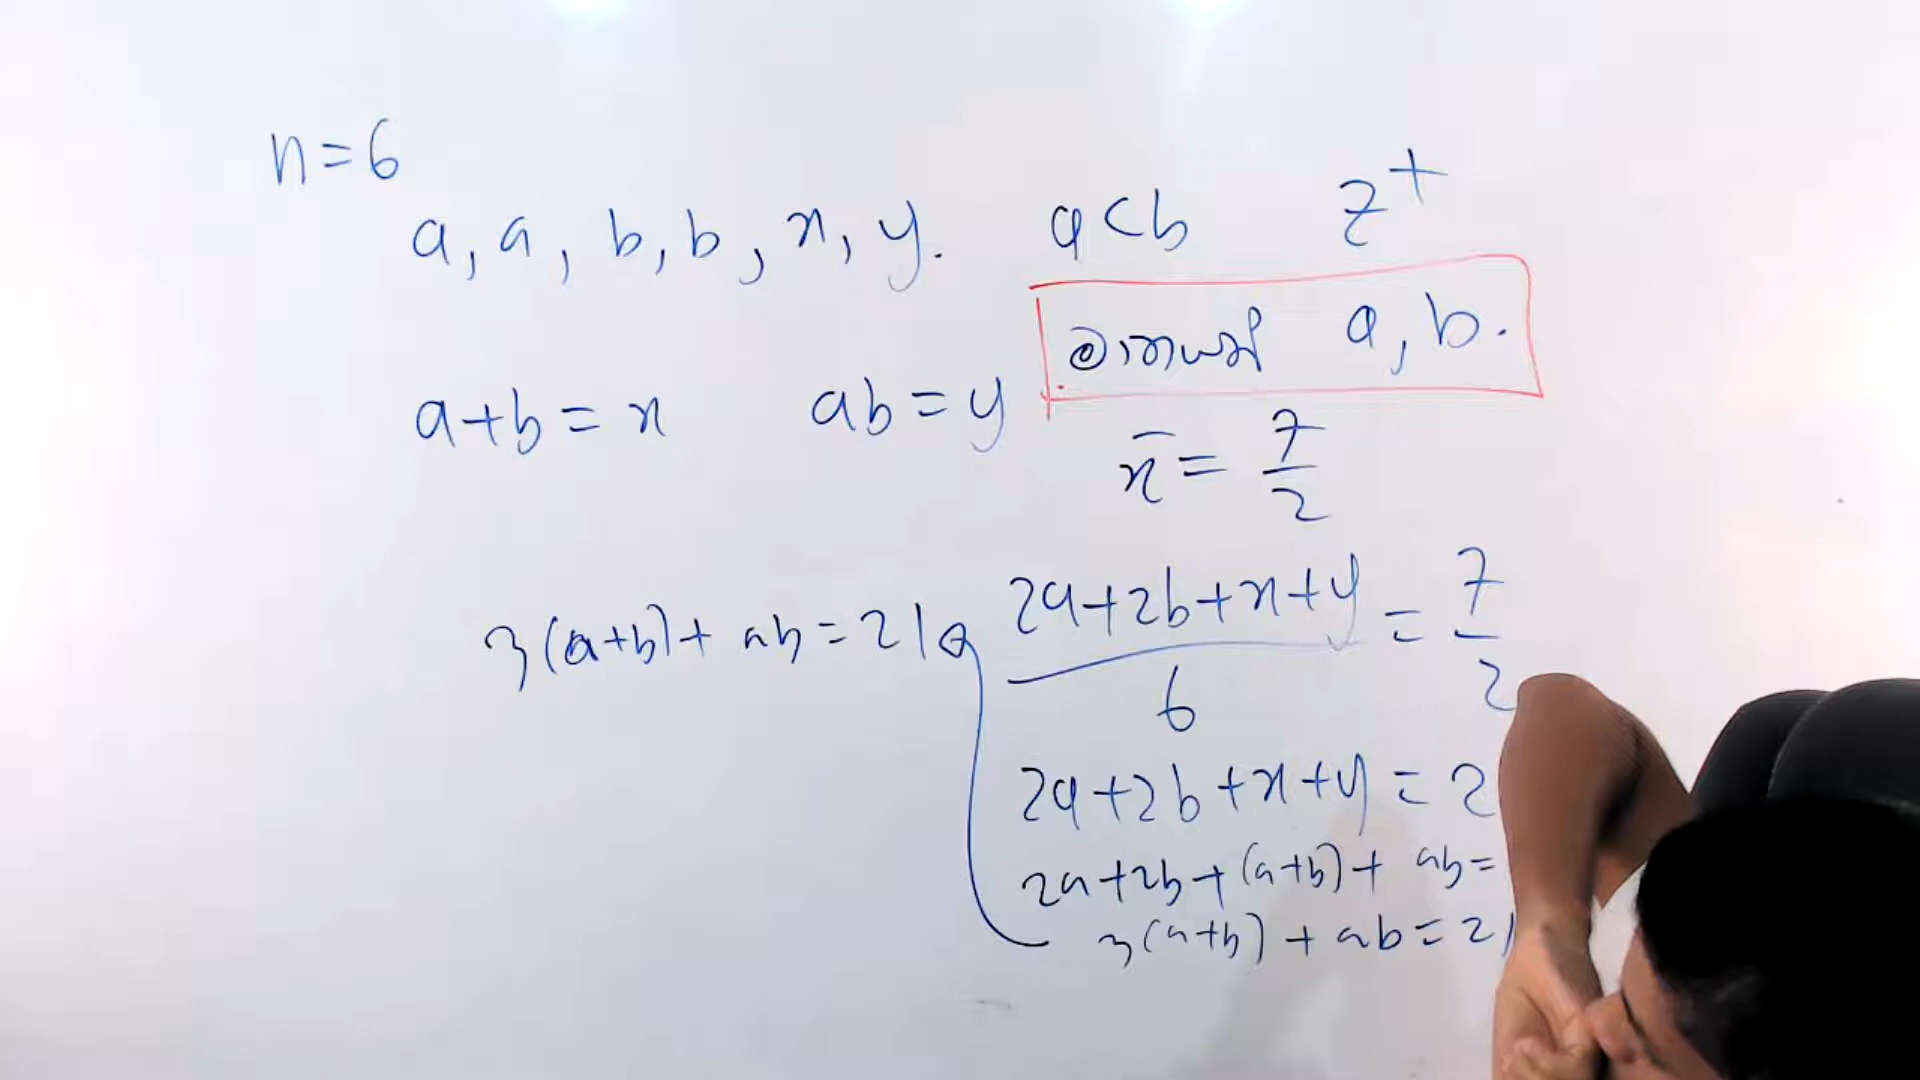 n=6
a, a, b, b, x, y. a<b Z⁺
a, b.
a+b = x ab = y
x̄ = 7/2
3(a+b) + ab = 21 (2a+2b+x+y)/6 = 7/2
2a+2b+x+y = 2
2a+2b+(a+b)+ ab =
3(a+b) + ab = 21